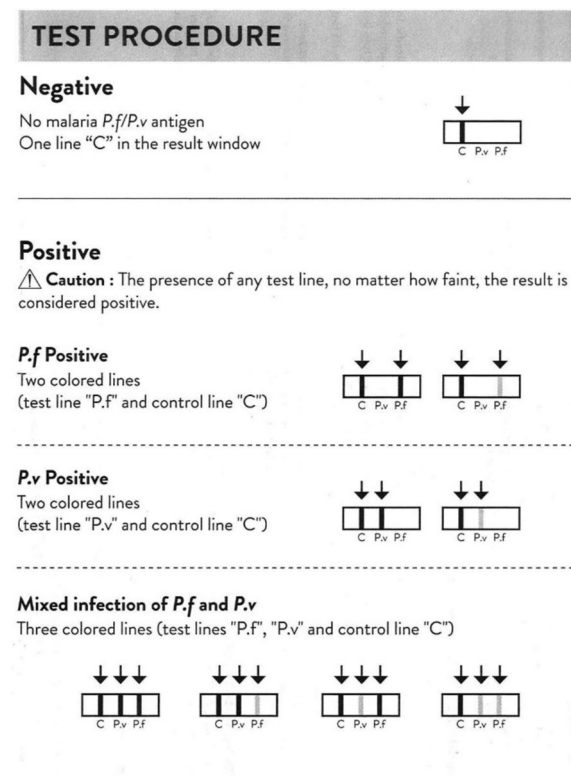 TEST PROCEDURE
Negative
No malaria P.f/P.v antigen
One line “C” in the result window
C P.v P.f
Positive
⚠ Caution : The presence of any test line, no matter how faint, the result is
considered positive.
P.f Positive
Two colored lines
(test line "P.f" and control line "C")
C P.v P.f
C P.v P.f
P.v Positive
Two colored lines
(test line "P.v" and control line "C")
C P.v P.f
C P.v P.f
Mixed infection of P.f and P.v
Three colored lines (test lines "P.f", "P.v" and control line "C")
C P.v P.f
C P.v P.f
C P.v P.f
C P.v P.f